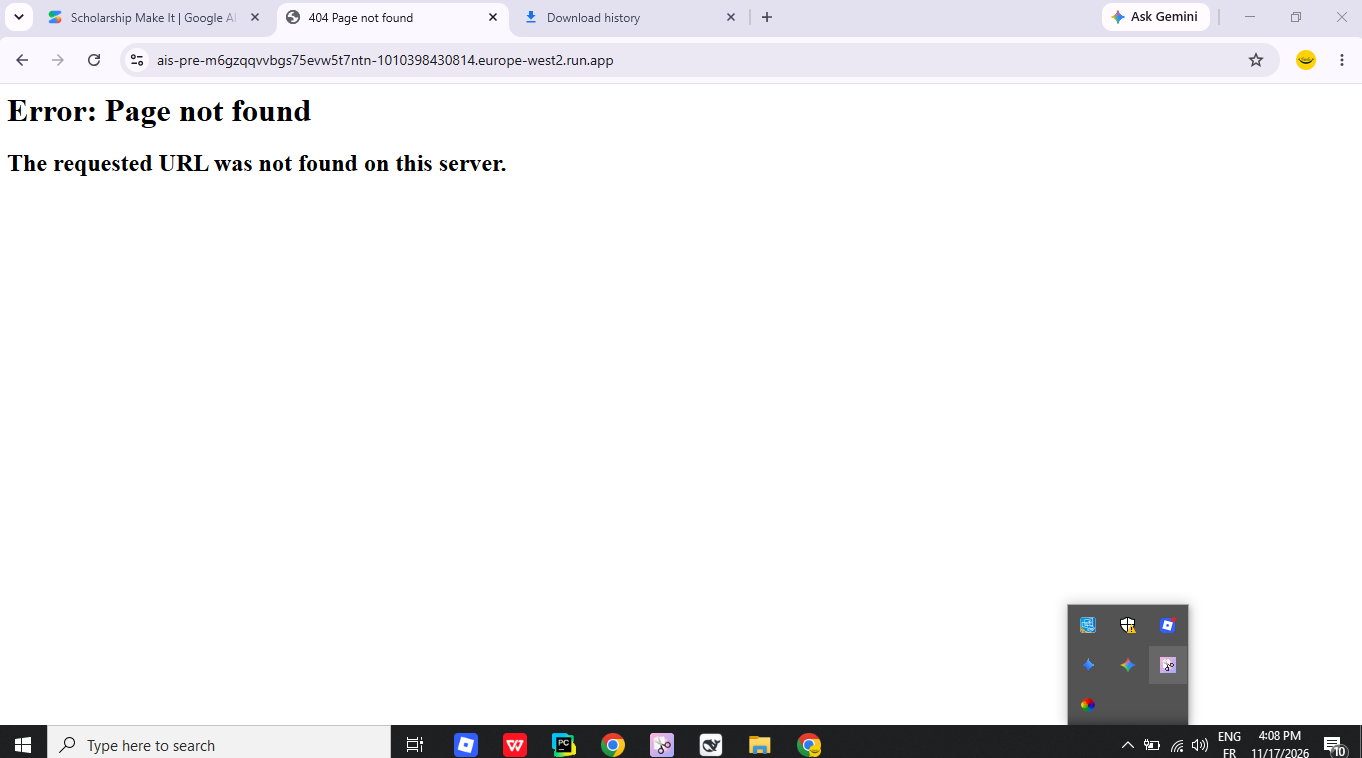 Scholarship Make It | Google AI
404 Page not found
Download history
Ask Gemini
ais-pre-m6gzqqvvbgs75evw5t7ntn-1010398430814.europe-west2.run.app
Error: Page not found
The requested URL was not found on this server.
Type here to search
PC
ENG
FR
4:08 PM
11/17/2026
10